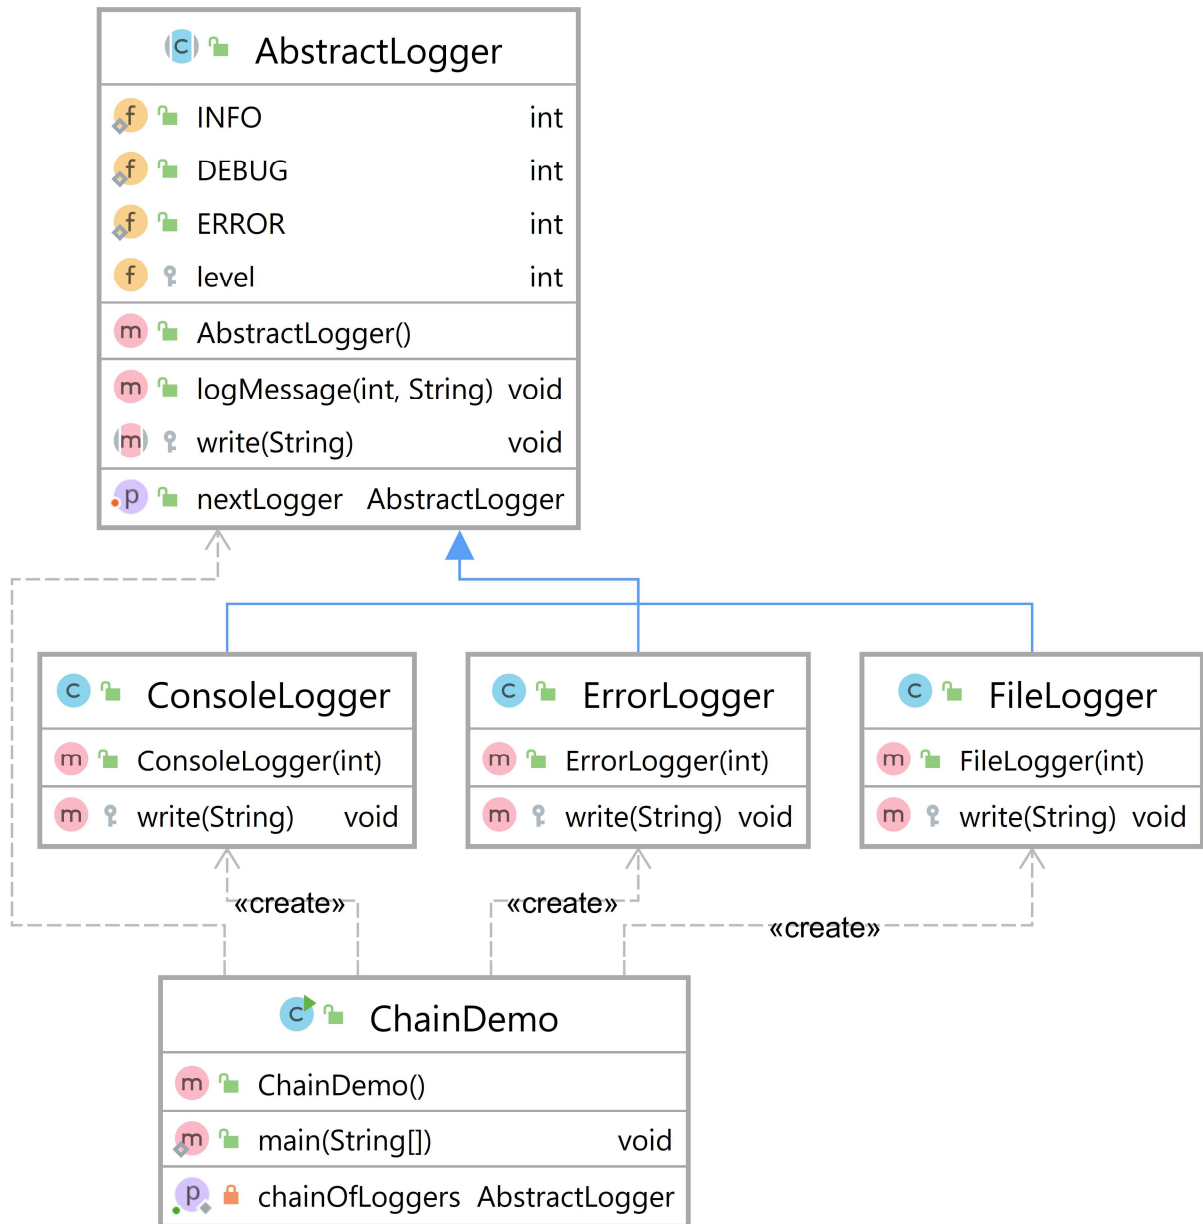 AbstractLogger
INFO int
DEBUG int
ERROR int
level int
AbstractLogger()
logMessage(int, String) void
write(String) void
nextLogger AbstractLogger
ConsoleLogger
ConsoleLogger(int)
write(String) void
ErrorLogger
ErrorLogger(int)
write(String) void
FileLogger
FileLogger(int)
write(String) void
«create»
«create»
«create»
ChainDemo
ChainDemo()
main(String[]) void
chainOfLoggers AbstractLogger